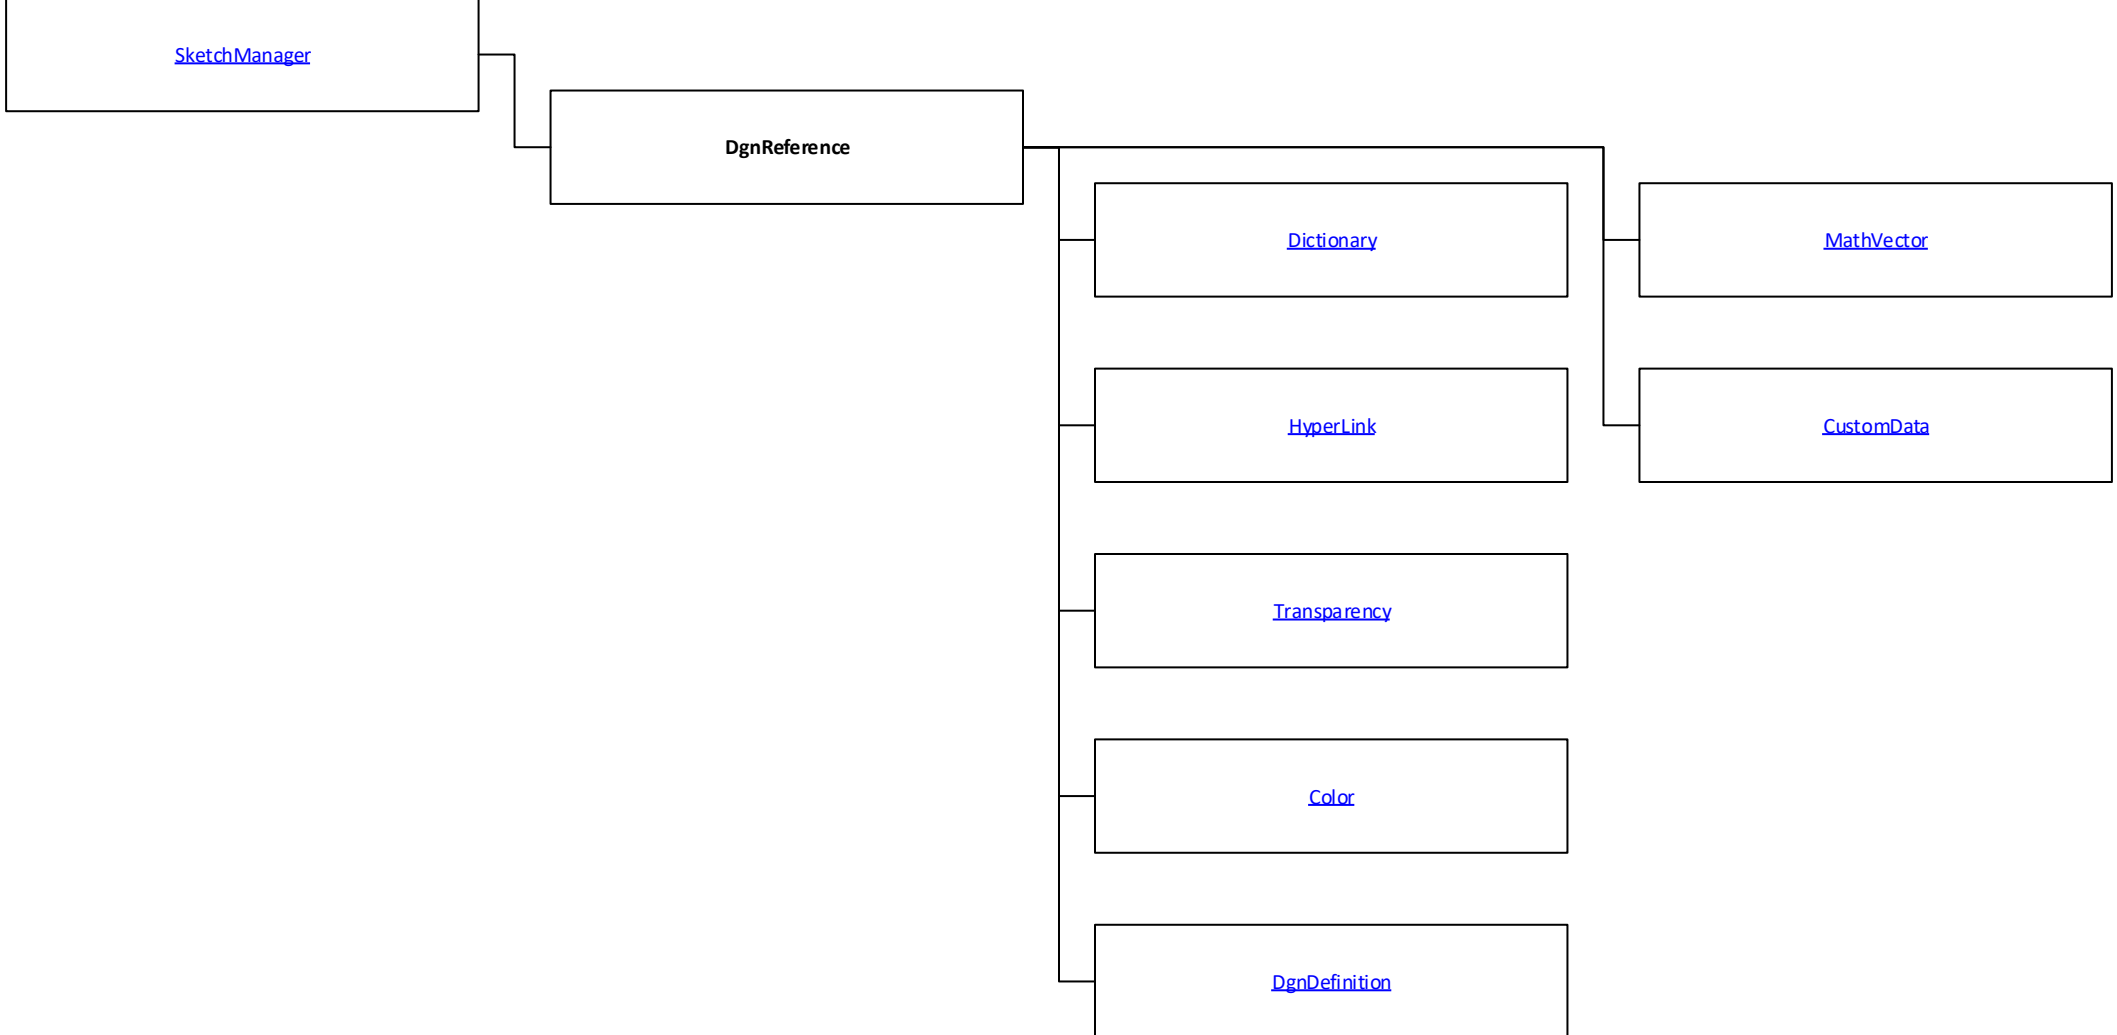 SketchManager
DgnReference
Dictionary
MathVector
HyperLink
CustomData
Transparency
Color
DgnDefinition